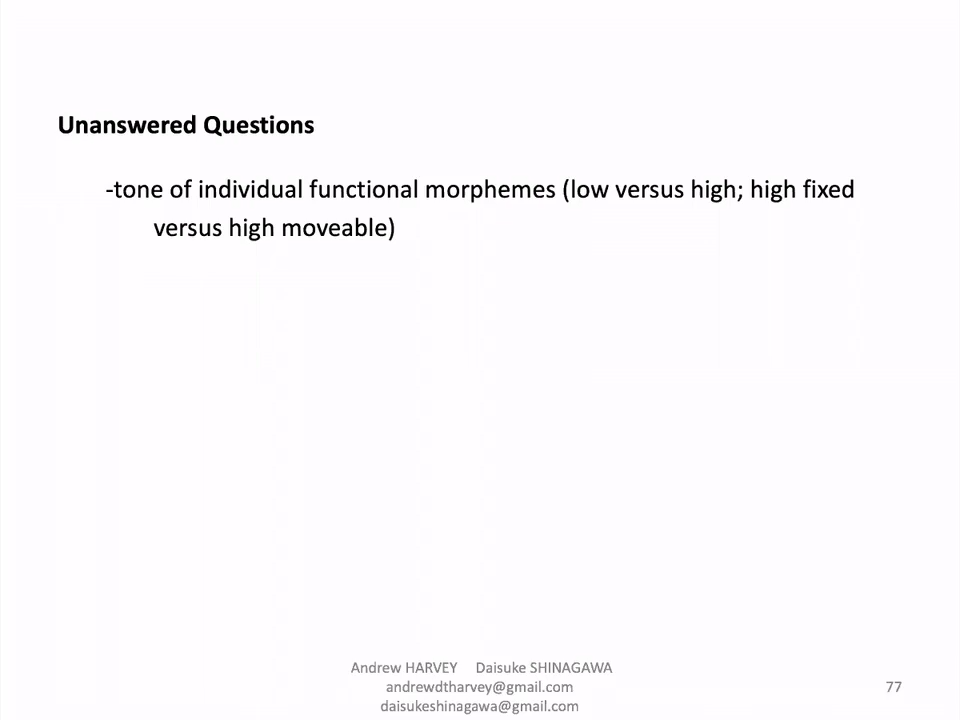 Unanswered Questions
-tone of individual functional morphemes (low versus high; high fixed
versus high moveable)
Andrew HARVEY Daisuke SHINAGAWA
andrewdtharvey@gmail.com
77
daisukeshinagawa@gmail.com